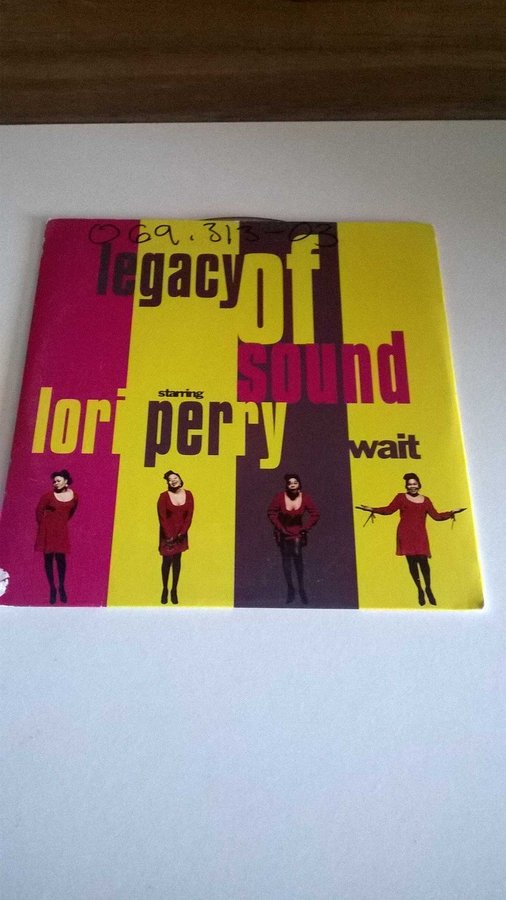 069.313-03
legacy of
sound
starring
lori perry wait